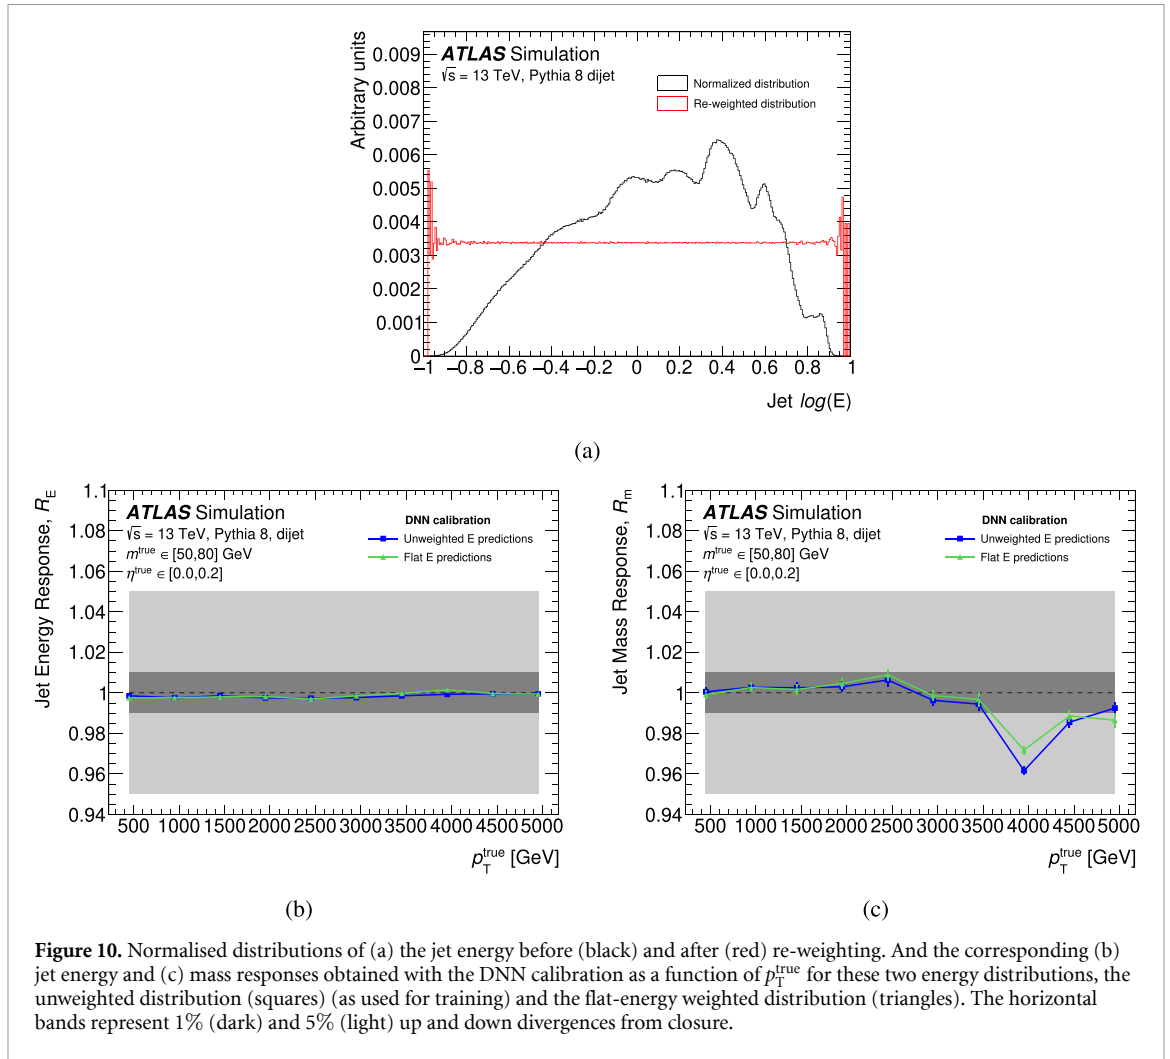 Arbitrary units
ATLAS Simulation
√s = 13 TeV, Pythia 8 dijet
Normalized distribution
Re-weighted distribution
0.009
0.008
0.007
0.006
0.005
0.004
0.003
0.002
0.001
0
−1 −0.8 −0.6 −0.4 −0.2 0 0.2 0.4 0.6 0.8 1
Jet log(E)
(a)
Jet Energy Response, R_E
ATLAS Simulation
√s = 13 TeV, Pythia 8, dijet
m^true ∈ [50,80] GeV
η^true ∈ [0.0,0.2]
DNN calibration
Unweighted E predictions
Flat E predictions
1.1
1.08
1.06
1.04
1.02
1
0.98
0.96
0.94
500 1000 1500 2000 2500 3000 3500 4000 4500 5000
p_T^true [GeV]
(b)
Jet Mass Response, R_m
ATLAS Simulation
√s = 13 TeV, Pythia 8, dijet
m^true ∈ [50,80] GeV
η^true ∈ [0.0,0.2]
DNN calibration
Unweighted E predictions
Flat E predictions
1.1
1.08
1.06
1.04
1.02
1
0.98
0.96
0.94
500 1000 1500 2000 2500 3000 3500 4000 4500 5000
p_T^true [GeV]
(c)
Figure 10. Normalised distributions of (a) the jet energy before (black) and after (red) re-weighting. And the corresponding (b)
jet energy and (c) mass responses obtained with the DNN calibration as a function of p_T^true for these two energy distributions, the
unweighted distribution (squares) (as used for training) and the flat-energy weighted distribution (triangles). The horizontal
bands represent 1% (dark) and 5% (light) up and down divergences from closure.